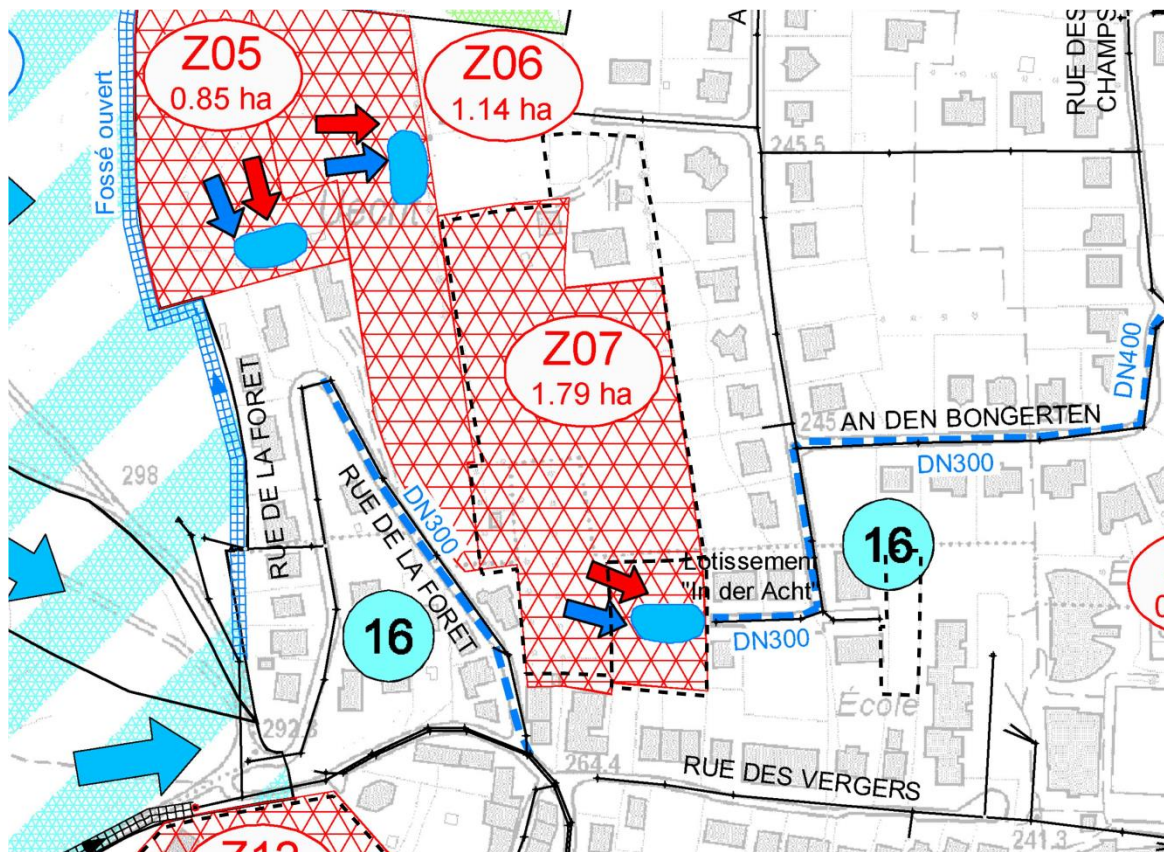 Z05
0.85 ha
Z06
1.14 ha
A
RUE DES
CHAMPS
Fossé ouvert
245.5
Z07
1.79 ha
DN400
245
AN DEN BONGERTEN
DN300
RUE DE LA FORET
298
DN300
RUE DE LA FORET
16
Lotissement
"In der Acht"
DN300
16
École
292.3
264.4
RUE DES VERGERS
241.3
0
Z12